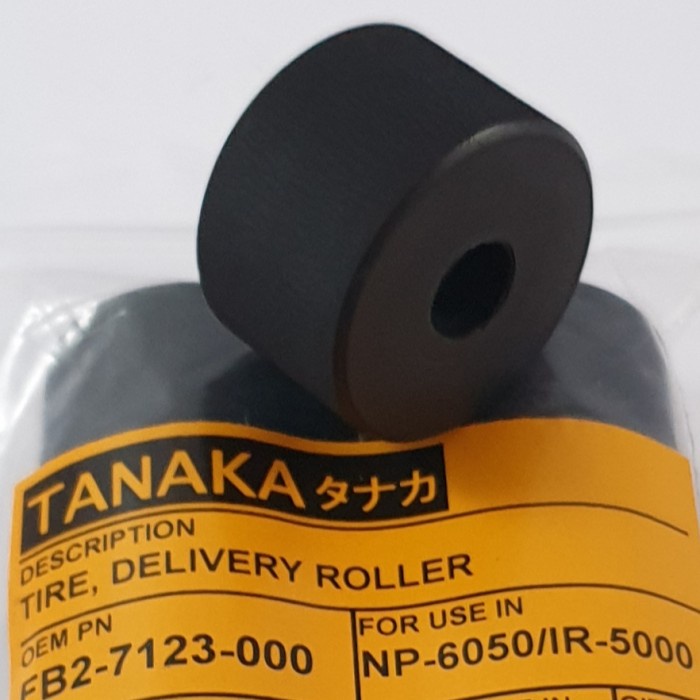 TANAKA タナカ
DESCRIPTION
TIRE, DELIVERY ROLLER
OEM PN
FB2-7123-000
FOR USE IN
NP-6050/IR-5000